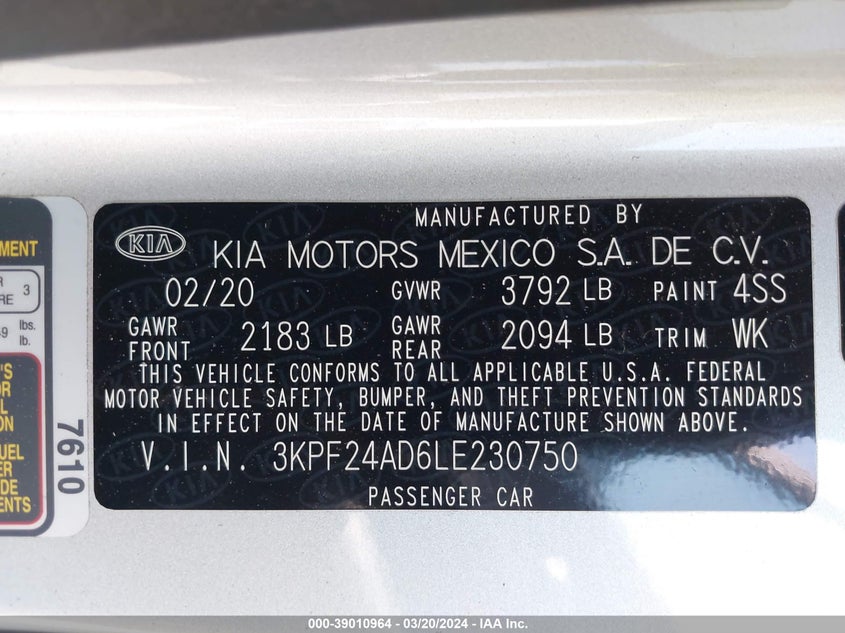 MANUFACTURED BY
KIA KIA MOTORS MEXICO S.A. DE C.V.
02/20 GVWR 3792 LB PAINT 4SS
GAWR FRONT 2183 LB GAWR REAR 2094 LB TRIM WK
THIS VEHICLE CONFORMS TO ALL APPLICABLE U.S.A. FEDERAL
MOTOR VEHICLE SAFETY, BUMPER, AND THEFT PREVENTION STANDARDS
IN EFFECT ON THE DATE OF MANUFACTURE SHOWN ABOVE.
V.I.N. 3KPF24AD6LE230750
PASSENGER CAR
7610
3
lbs.
lb.
000-39010964 — 03/20/2024 — IAA Inc.